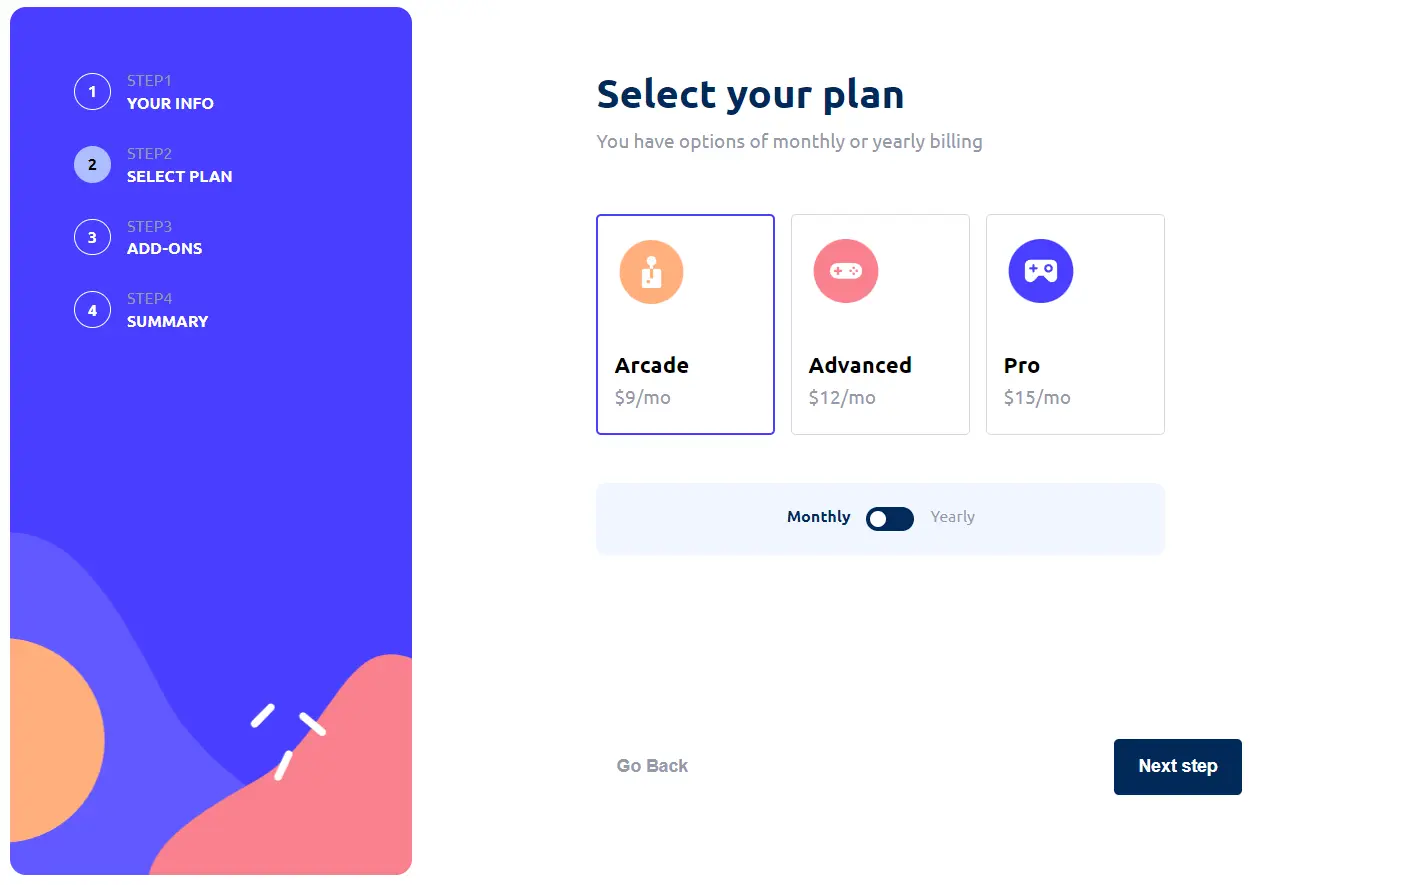 1
STEP1
YOUR INFO
2
STEP2
SELECT PLAN
3
STEP3
ADD-ONS
4
STEP4
SUMMARY
Select your plan
You have options of monthly or yearly billing
Arcade
$9/mo
Advanced
$12/mo
Pro
$15/mo
Monthly
Yearly
Go Back
Next step